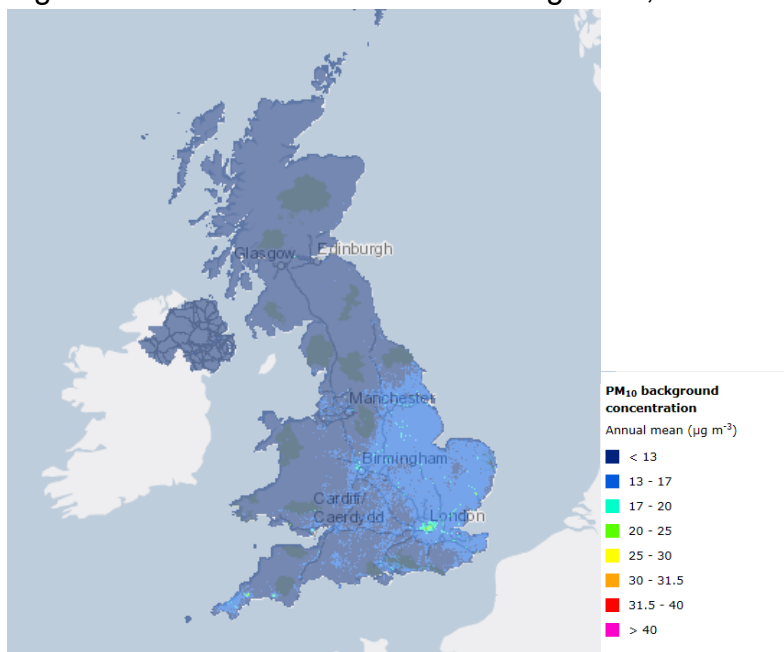 Edinburgh
Glasgow
Manchester
Birmingham
Cardiff/
Caerdydd
London
PM₁₀ background
concentration
Annual mean (µg m⁻³)
< 13
13 - 17
17 - 20
20 - 25
25 - 30
30 - 31.5
31.5 - 40
> 40